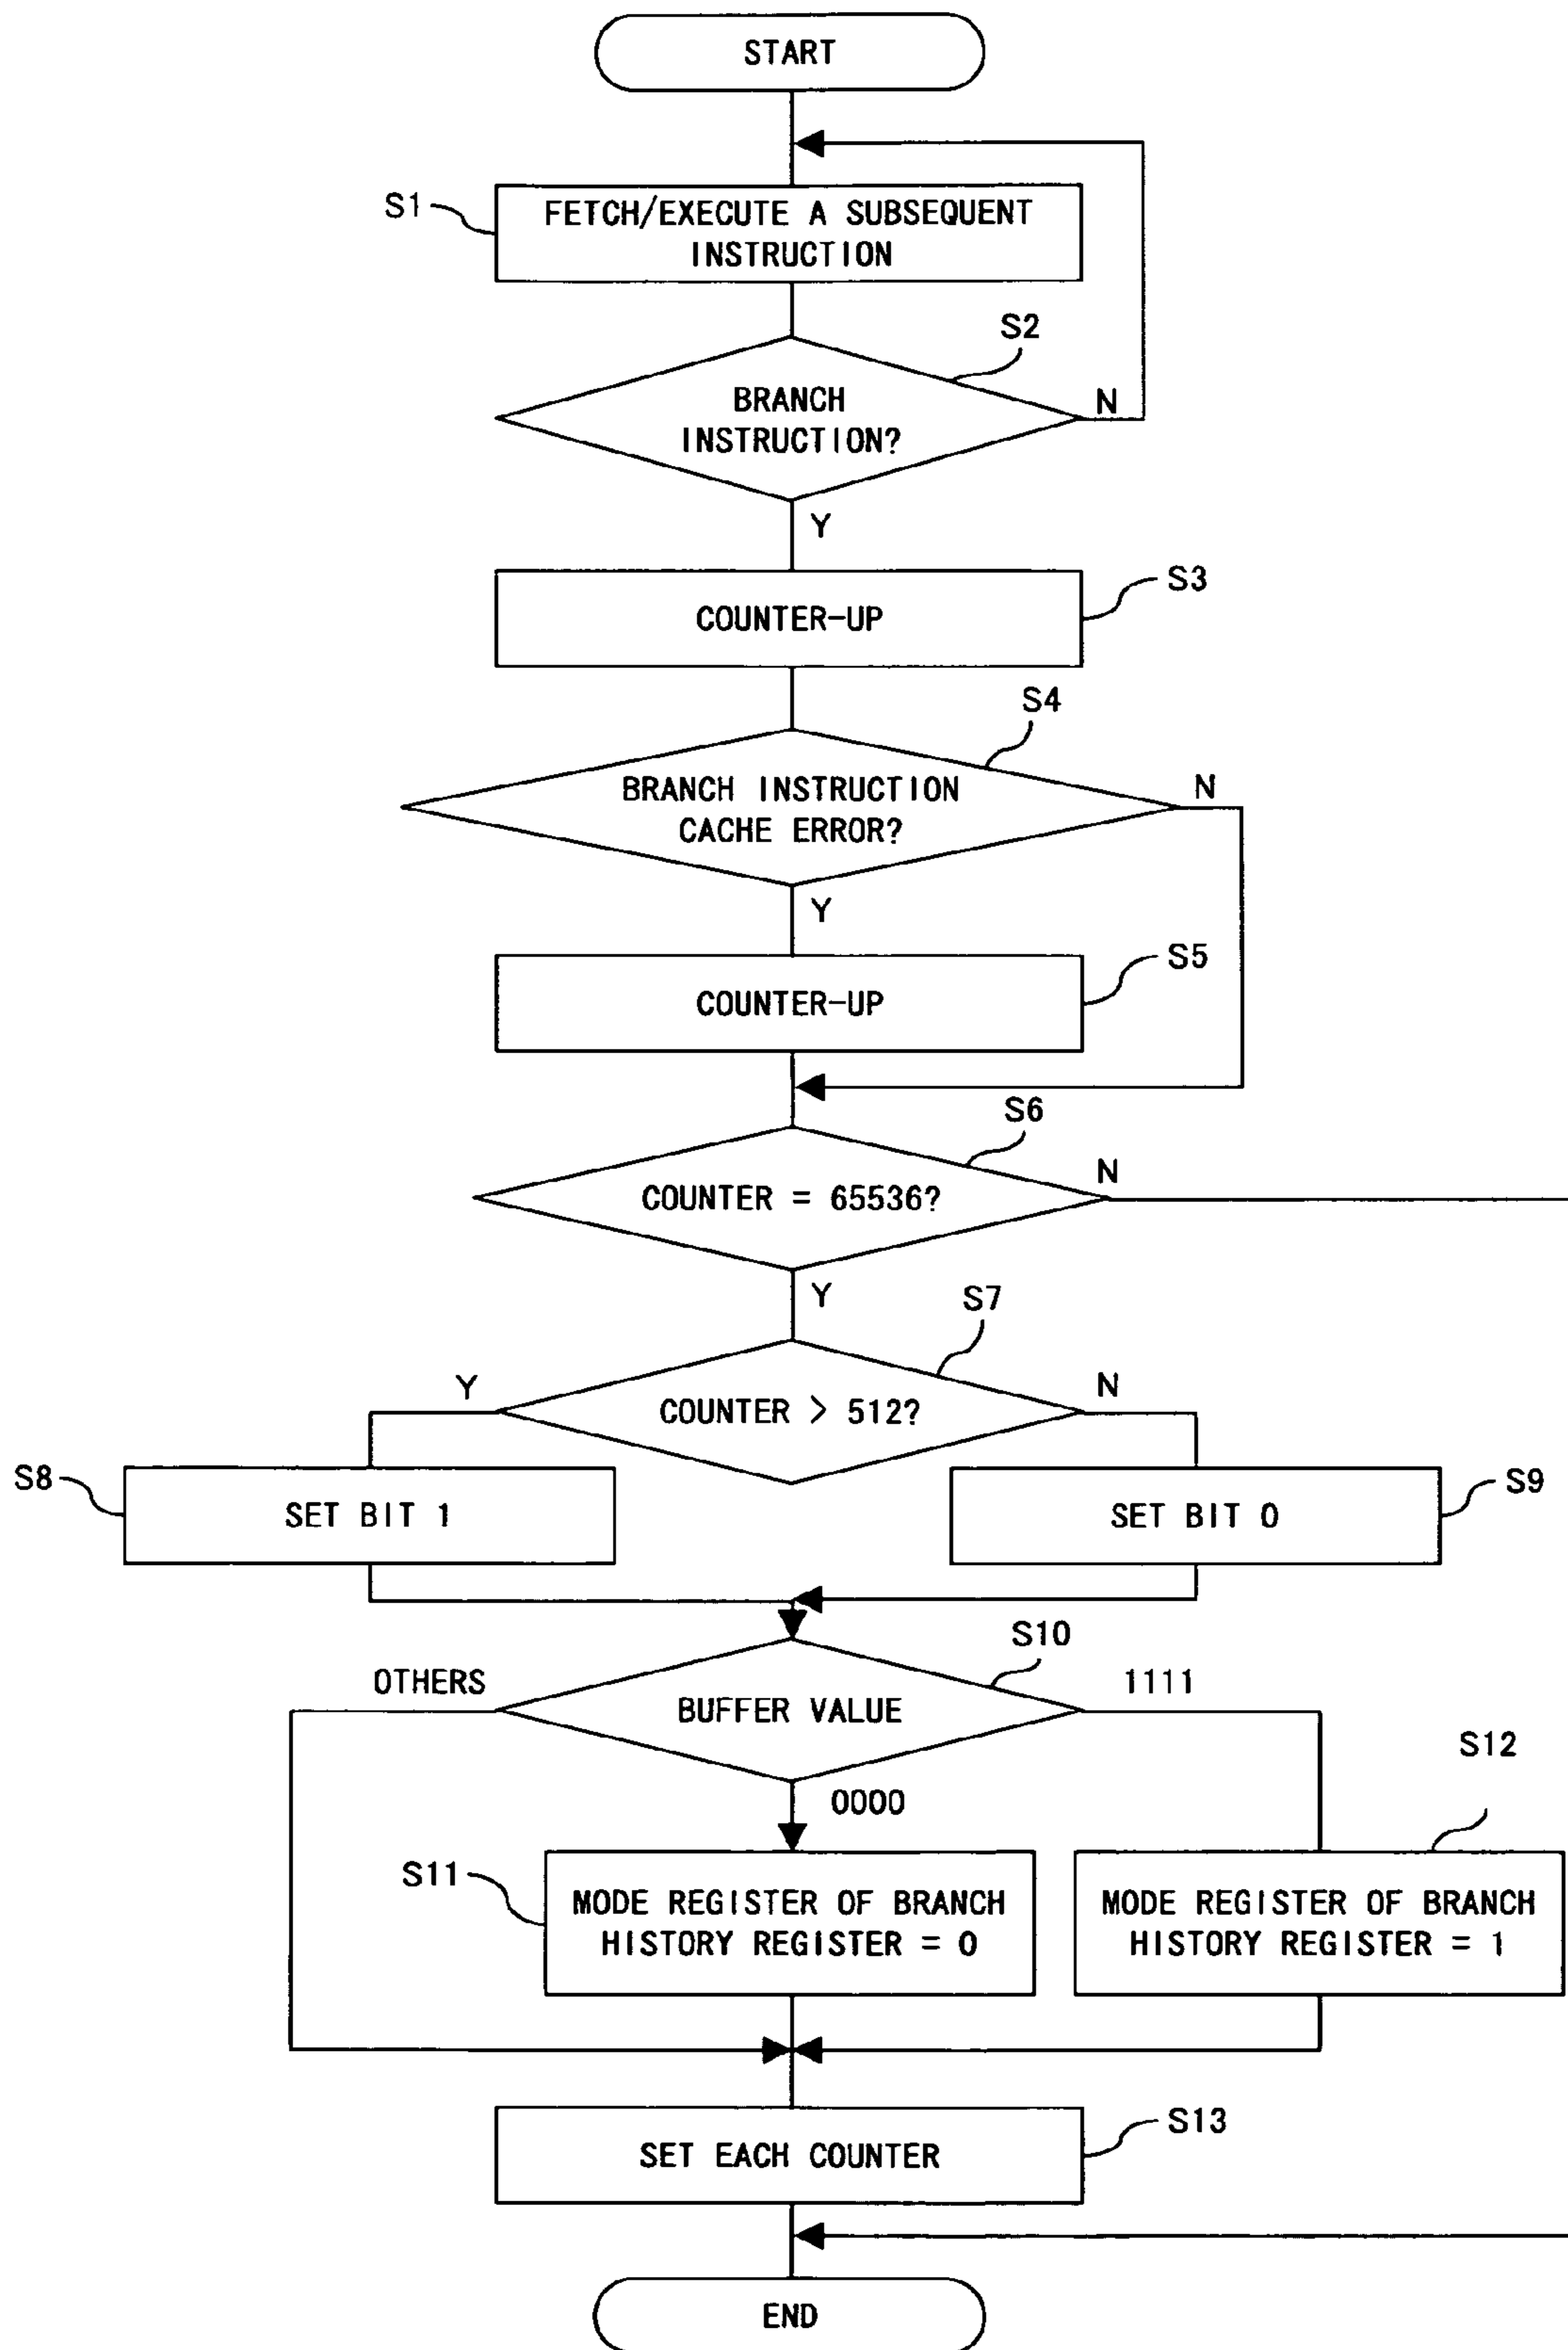 START
S1
FETCH/EXECUTE A SUBSEQUENT
INSTRUCTION
S2
BRANCH
INSTRUCTION?
N
Y
S3
COUNTER-UP
S4
BRANCH INSTRUCTION
CACHE ERROR?
N
Y
S5
COUNTER-UP
S6
COUNTER = 65536?
N
Y
S7
COUNTER > 512?
Y
N
S8
SET BIT 1
SET BIT 0
S9
S10
OTHERS
BUFFER VALUE
1111
0000
S12
S11
MODE REGISTER OF BRANCH
HISTORY REGISTER = 0
MODE REGISTER OF BRANCH
HISTORY REGISTER = 1
S13
SET EACH COUNTER
END